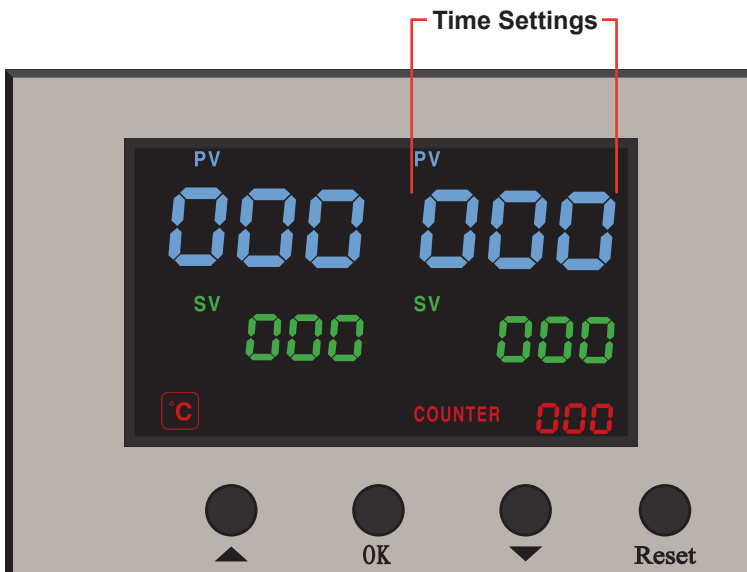 Time Settings
PV PV
000 000
SV SV
000 000
°C COUNTER 000
▲ OK ▼ Reset